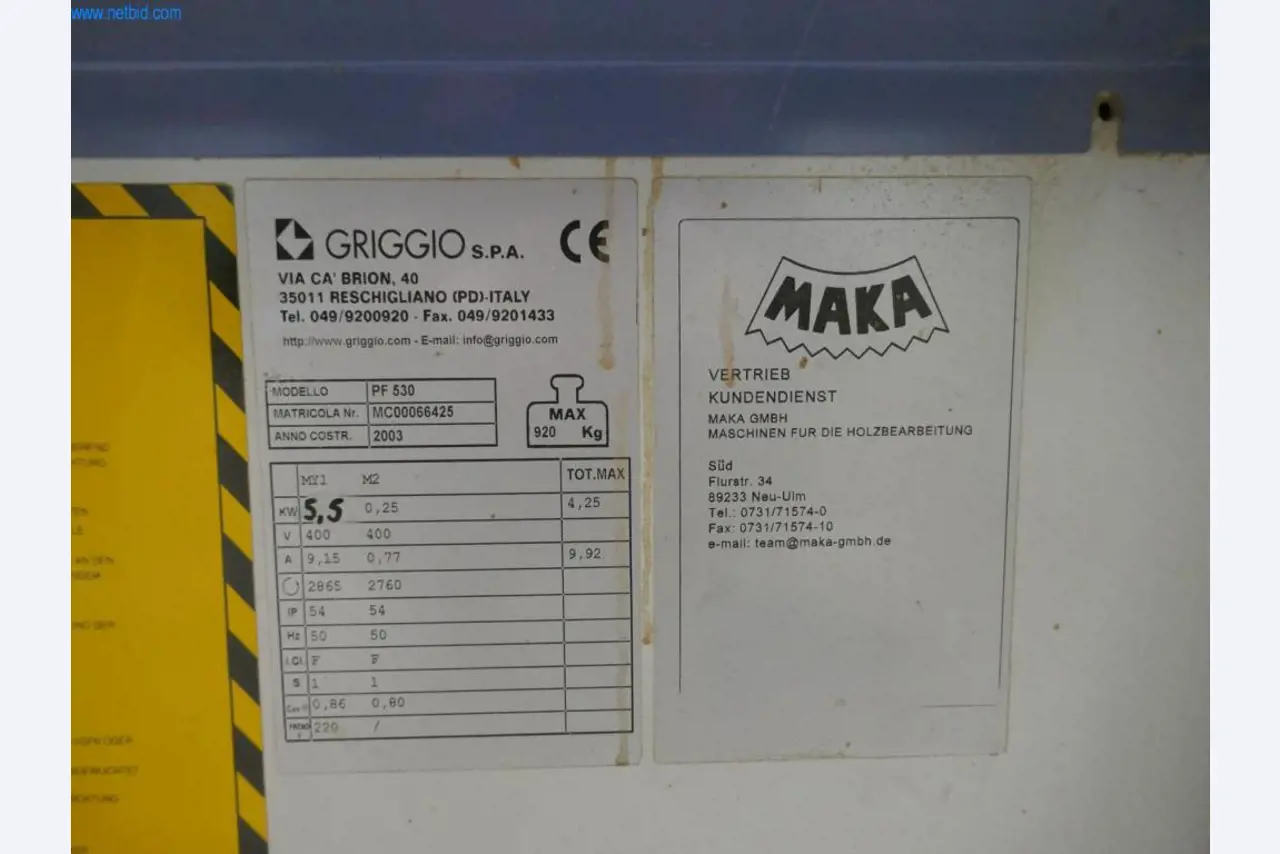 www.netbid.com
GRIGGIO S.P.A. CE
VIA CA' BRION, 40
35011 RESCHIGLIANO (PD)-ITALY
Tel. 049/9200920 - Fax. 049/9201433
http://www.griggio.com - E-mail: info@griggio.com
MODELLO PF 530
MATRICOLA Nr. MC00066425
ANNO COSTR. 2003
MAX
920 Kg
MY1 M2 TOT.MAX
KW 5,5 0,25 4,25
V 400 400
A 9,15 0,77 9,92
2865 2760
IP 54 54
Hz 50 50
I.Cl. F F
S 1 1
0,86 0,80
220 /
MAKA
VERTRIEB
KUNDENDIENST
MAKA GMBH
MASCHINEN FUR DIE HOLZBEARBEITUNG
Süd
Flurstr. 34
89233 Neu-Ulm
Tel.: 0731/71574-0
Fax: 0731/71574-10
e-mail: team@maka-gmbh.de